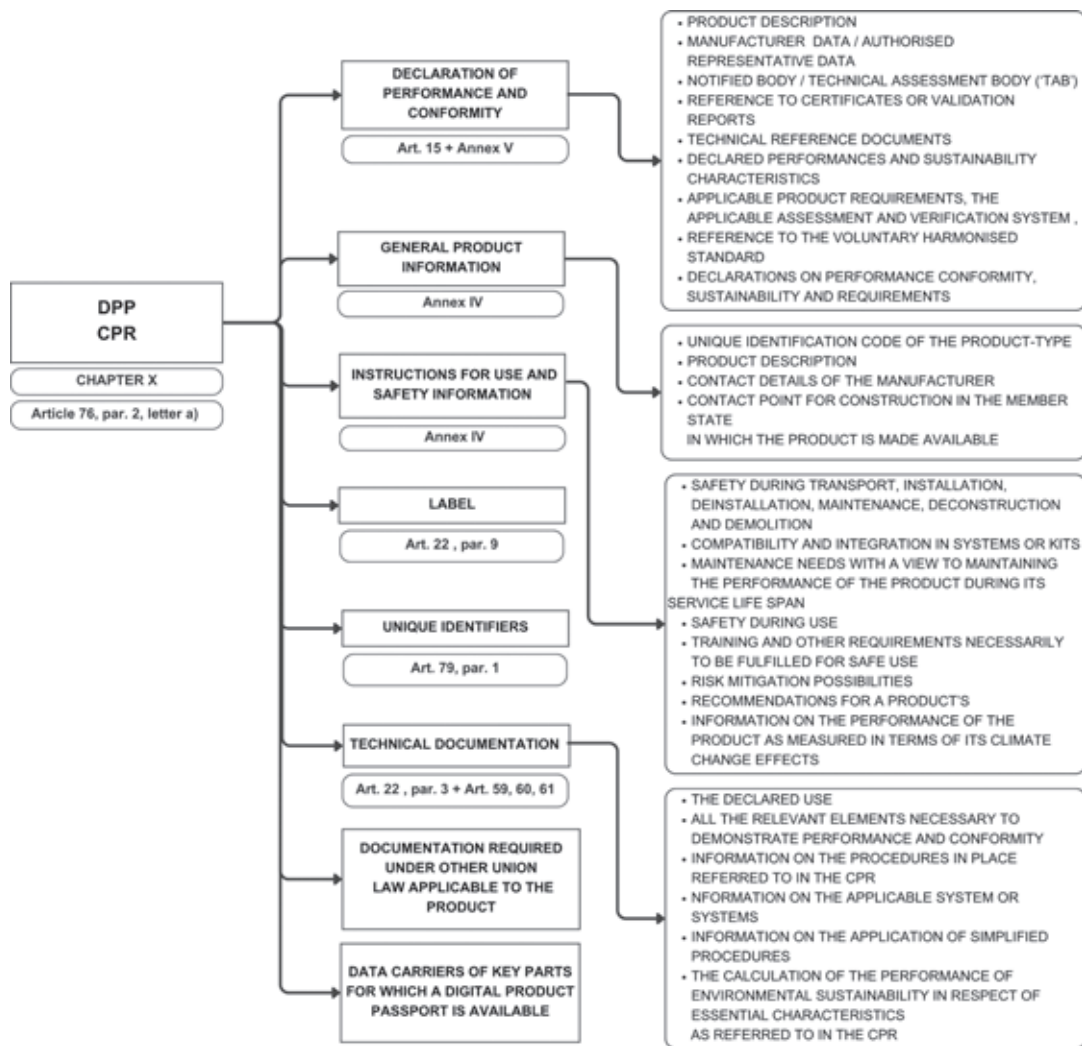 DPP
CPR
CHAPTER X
Article 76, par. 2, letter a)
DECLARATION OF
PERFORMANCE AND
CONFORMITY
Art. 15 + Annex V
GENERAL PRODUCT
INFORMATION
Annex IV
INSTRUCTIONS FOR USE AND
SAFETY INFORMATION
Annex IV
LABEL
Art. 22 , par. 9
UNIQUE IDENTIFIERS
Art. 79, par. 1
TECHNICAL DOCUMENTATION
Art. 22 , par. 3 + Art. 59, 60, 61
DOCUMENTATION REQUIRED
UNDER OTHER UNION
LAW APPLICABLE TO THE
PRODUCT
DATA CARRIERS OF KEY PARTS
FOR WHICH A DIGITAL PRODUCT
PASSPORT IS AVAILABLE
• PRODUCT DESCRIPTION
• MANUFACTURER DATA / AUTHORISED
REPRESENTATIVE DATA
• NOTIFIED BODY / TECHNICAL ASSESSMENT BODY ('TAB')
• REFERENCE TO CERTIFICATES OR VALIDATION
REPORTS
• TECHNICAL REFERENCE DOCUMENTS
• DECLARED PERFORMANCES AND SUSTAINABILITY
CHARACTERISTICS
• APPLICABLE PRODUCT REQUIREMENTS, THE
APPLICABLE ASSESSMENT AND VERIFICATION SYSTEM ,
• REFERENCE TO THE VOLUNTARY HARMONISED
STANDARD
• DECLARATIONS ON PERFORMANCE CONFORMITY,
SUSTAINABILITY AND REQUIREMENTS
• UNIQUE IDENTIFICATION CODE OF THE PRODUCT-TYPE
• PRODUCT DESCRIPTION
• CONTACT DETAILS OF THE MANUFACTURER
• CONTACT POINT FOR CONSTRUCTION IN THE MEMBER
STATE
IN WHICH THE PRODUCT IS MADE AVAILABLE
• SAFETY DURING TRANSPORT, INSTALLATION,
DEINSTALLATION, MAINTENANCE, DECONSTRUCTION
AND DEMOLITION
• COMPATIBILITY AND INTEGRATION IN SYSTEMS OR KITS
• MAINTENANCE NEEDS WITH A VIEW TO MAINTAINING
THE PERFORMANCE OF THE PRODUCT DURING ITS
SERVICE LIFE SPAN
• SAFETY DURING USE
• TRAINING AND OTHER REQUIREMENTS NECESSARILY
TO BE FULFILLED FOR SAFE USE
• RISK MITIGATION POSSIBILITIES
• RECOMMENDATIONS FOR A PRODUCT'S
• INFORMATION ON THE PERFORMANCE OF THE
PRODUCT AS MEASURED IN TERMS OF ITS CLIMATE
CHANGE EFFECTS
• THE DECLARED USE
• ALL THE RELEVANT ELEMENTS NECESSARY TO
DEMONSTRATE PERFORMANCE AND CONFORMITY
• INFORMATION ON THE PROCEDURES IN PLACE
REFERRED TO IN THE CPR
• NFORMATION ON THE APPLICABLE SYSTEM OR
SYSTEMS
• INFORMATION ON THE APPLICATION OF SIMPLIFIED
PROCEDURES
• THE CALCULATION OF THE PERFORMANCE OF
ENVIRONMENTAL SUSTAINABILITY IN RESPECT OF
ESSENTIAL CHARACTERISTICS
AS REFERRED TO IN THE CPR